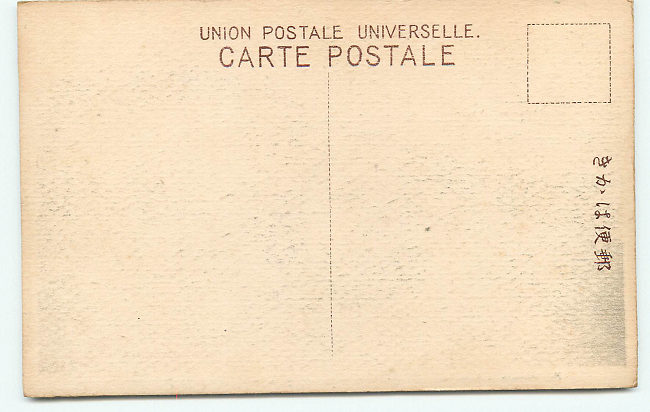 UNION POSTALE UNIVERSELLE.
CARTE POSTALE
郵便はかき